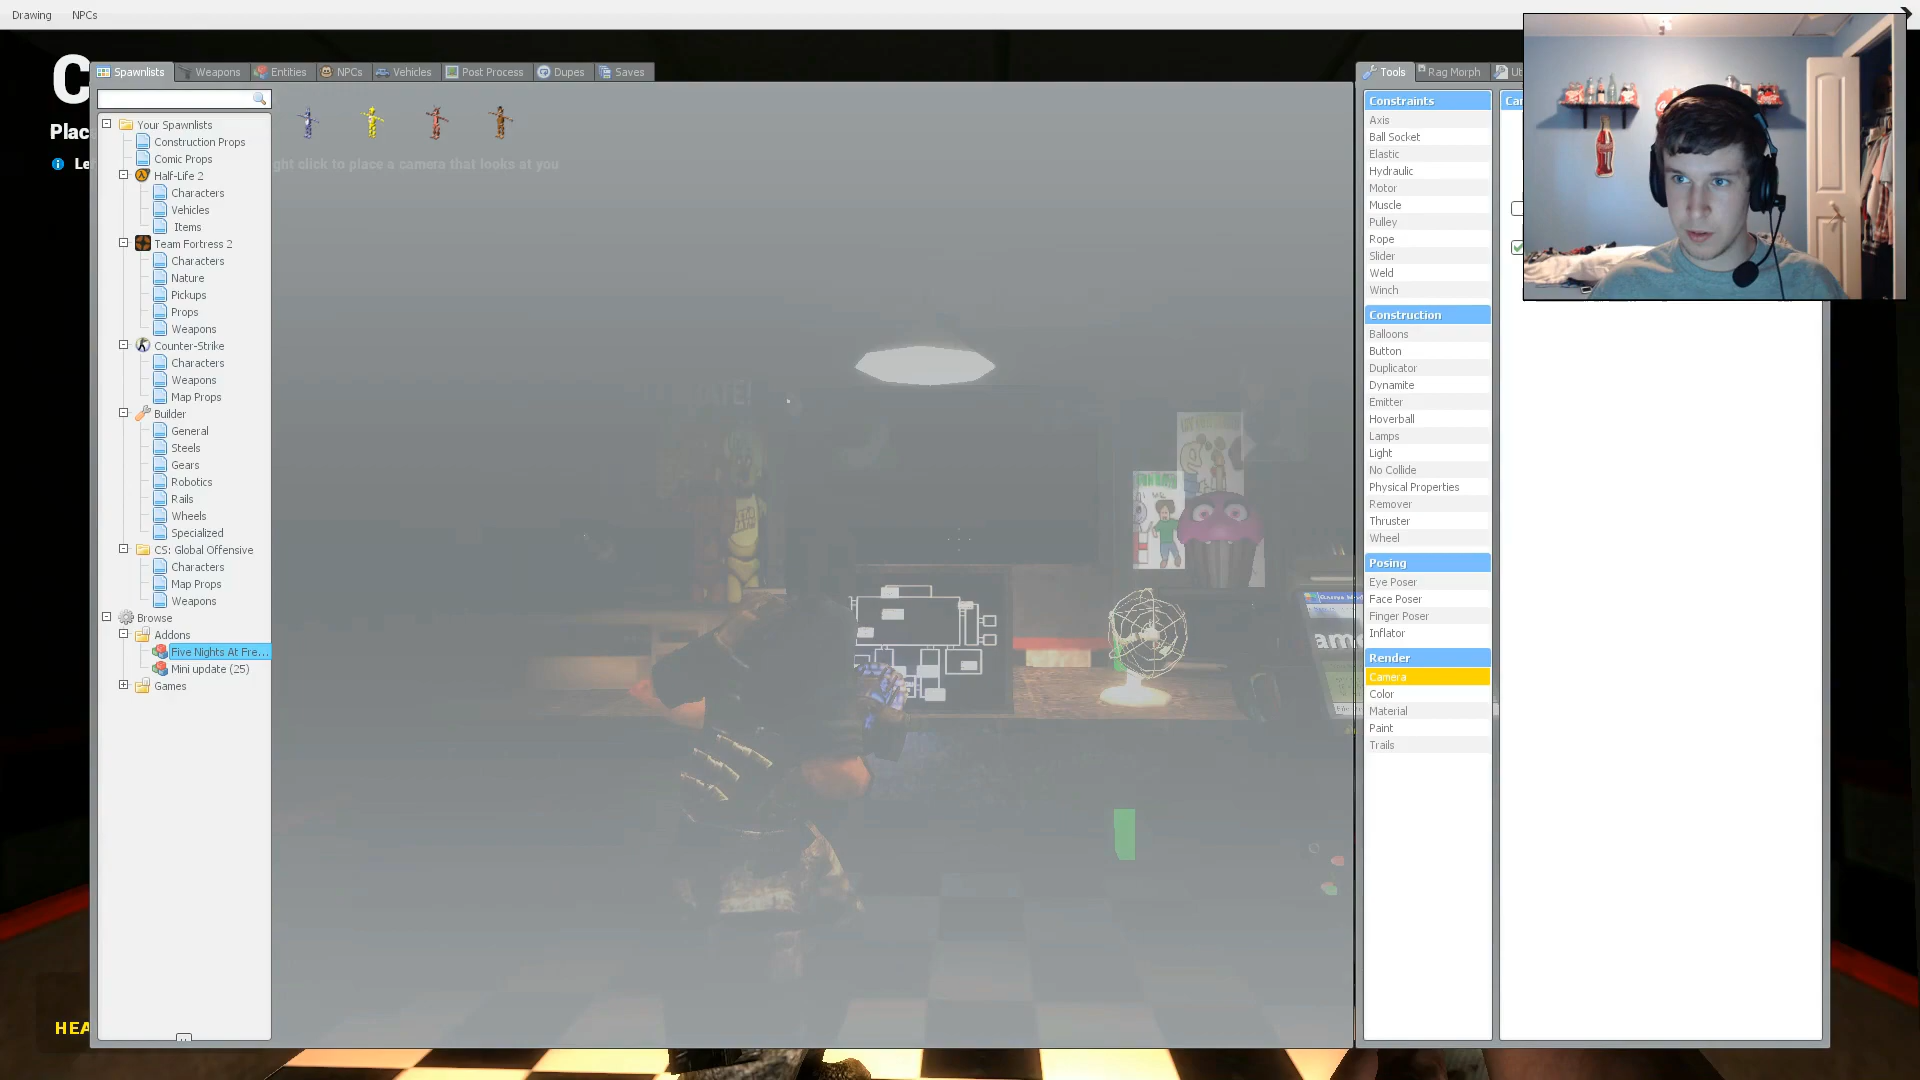 Drawing NPCs
C
Spawnlists Weapons Entities NPCs Vehicles Post Process Dupes Saves
Tools Rag Morph Ut
Plac
Le
ght click to place a camera that looks at you
Your Spawnlists
Construction Props
Comic Props
Half-Life 2
Characters
Vehicles
Items
Team Fortress 2
Characters
Nature
Pickups
Props
Weapons
Counter-Strike
Characters
Weapons
Map Props
Builder
General
Steels
Gears
Robotics
Rails
Wheels
Specialized
CS: Global Offensive
Characters
Map Props
Weapons
Browse
Addons
Five Nights At Fre...
Mini update (25)
Games
HEA
Constraints
Axis
Ball Socket
Elastic
Hydraulic
Motor
Muscle
Pulley
Rope
Slider
Weld
Winch
Construction
Balloons
Button
Duplicator
Dynamite
Emitter
Hoverball
Lamps
Light
No Collide
Physical Properties
Remover
Thruster
Wheel
Posing
Eye Poser
Face Poser
Finger Poser
Inflator
Render
Camera
Color
Material
Paint
Trails
Ca